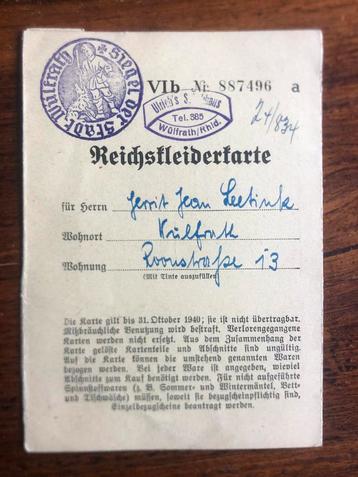 Siegel der Stadt Wülfrath
VIb Nr. 887496 a
Ulrich's
Tel. 385
Wülfrath/Rhld.
24/834
Reichskleiderkarte
für Herrn Gerrit Jean Leetink
Wohnort Wülfrath
Wohnung Roonstraße 13
(Mit Tinte auszufüllen)
Die Karte gilt bis 31. Oktober 1940; sie ist nicht übertragbar.
Mißbräuchliche Benutzung wird bestraft. Verlorengegangene
Karten werden nicht ersetzt. Aus dem Zusammenhang der
Karte gelöste Kartenteile und Abschnitte sind ungültig.
Auf die Karte können die umstehend genannten Waren
bezogen werden. Bei jeder Ware ist angegeben, wieviel
Abschnitte zum Kauf benötigt werden. Für nicht aufgeführte
Spinnstoffwaren (z. B. Sommer- und Wintermäntel, Bett-
und Tischwäsche) müssen, soweit sie bezugscheinpflichtig sind,
Einzelbezugscheine beantragt werden.